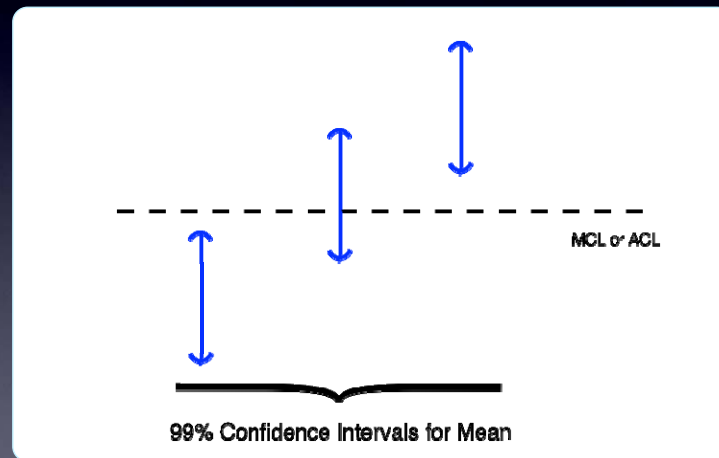 MCL or ACL
99% Confidence Intervals for Mean